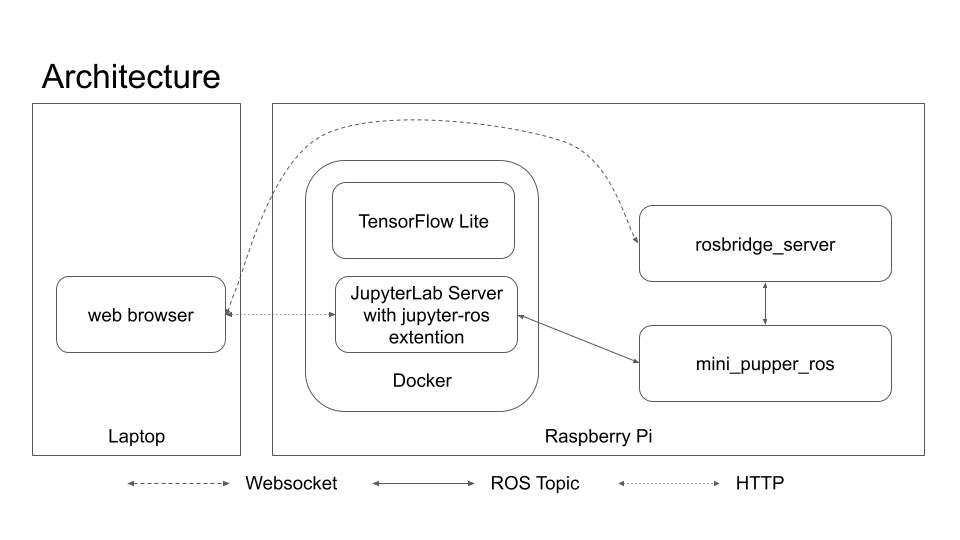 Architecture
TensorFlow Lite
rosbridge_server
web browser
JupyterLab Server
with jupyter-ros
extention
mini_pupper_ros
Docker
Laptop
Raspberry Pi
Websocket
ROS Topic
HTTP